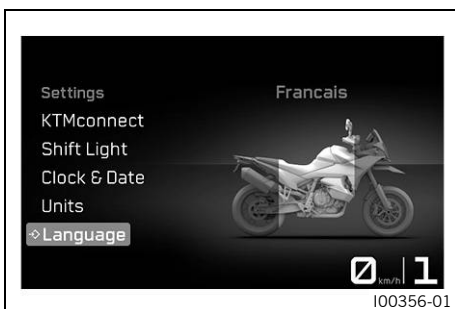 Settings
Francais
KTMconnect
Shift Light
Clock & Date
Units
Language
0 km/h 1
I00356-01